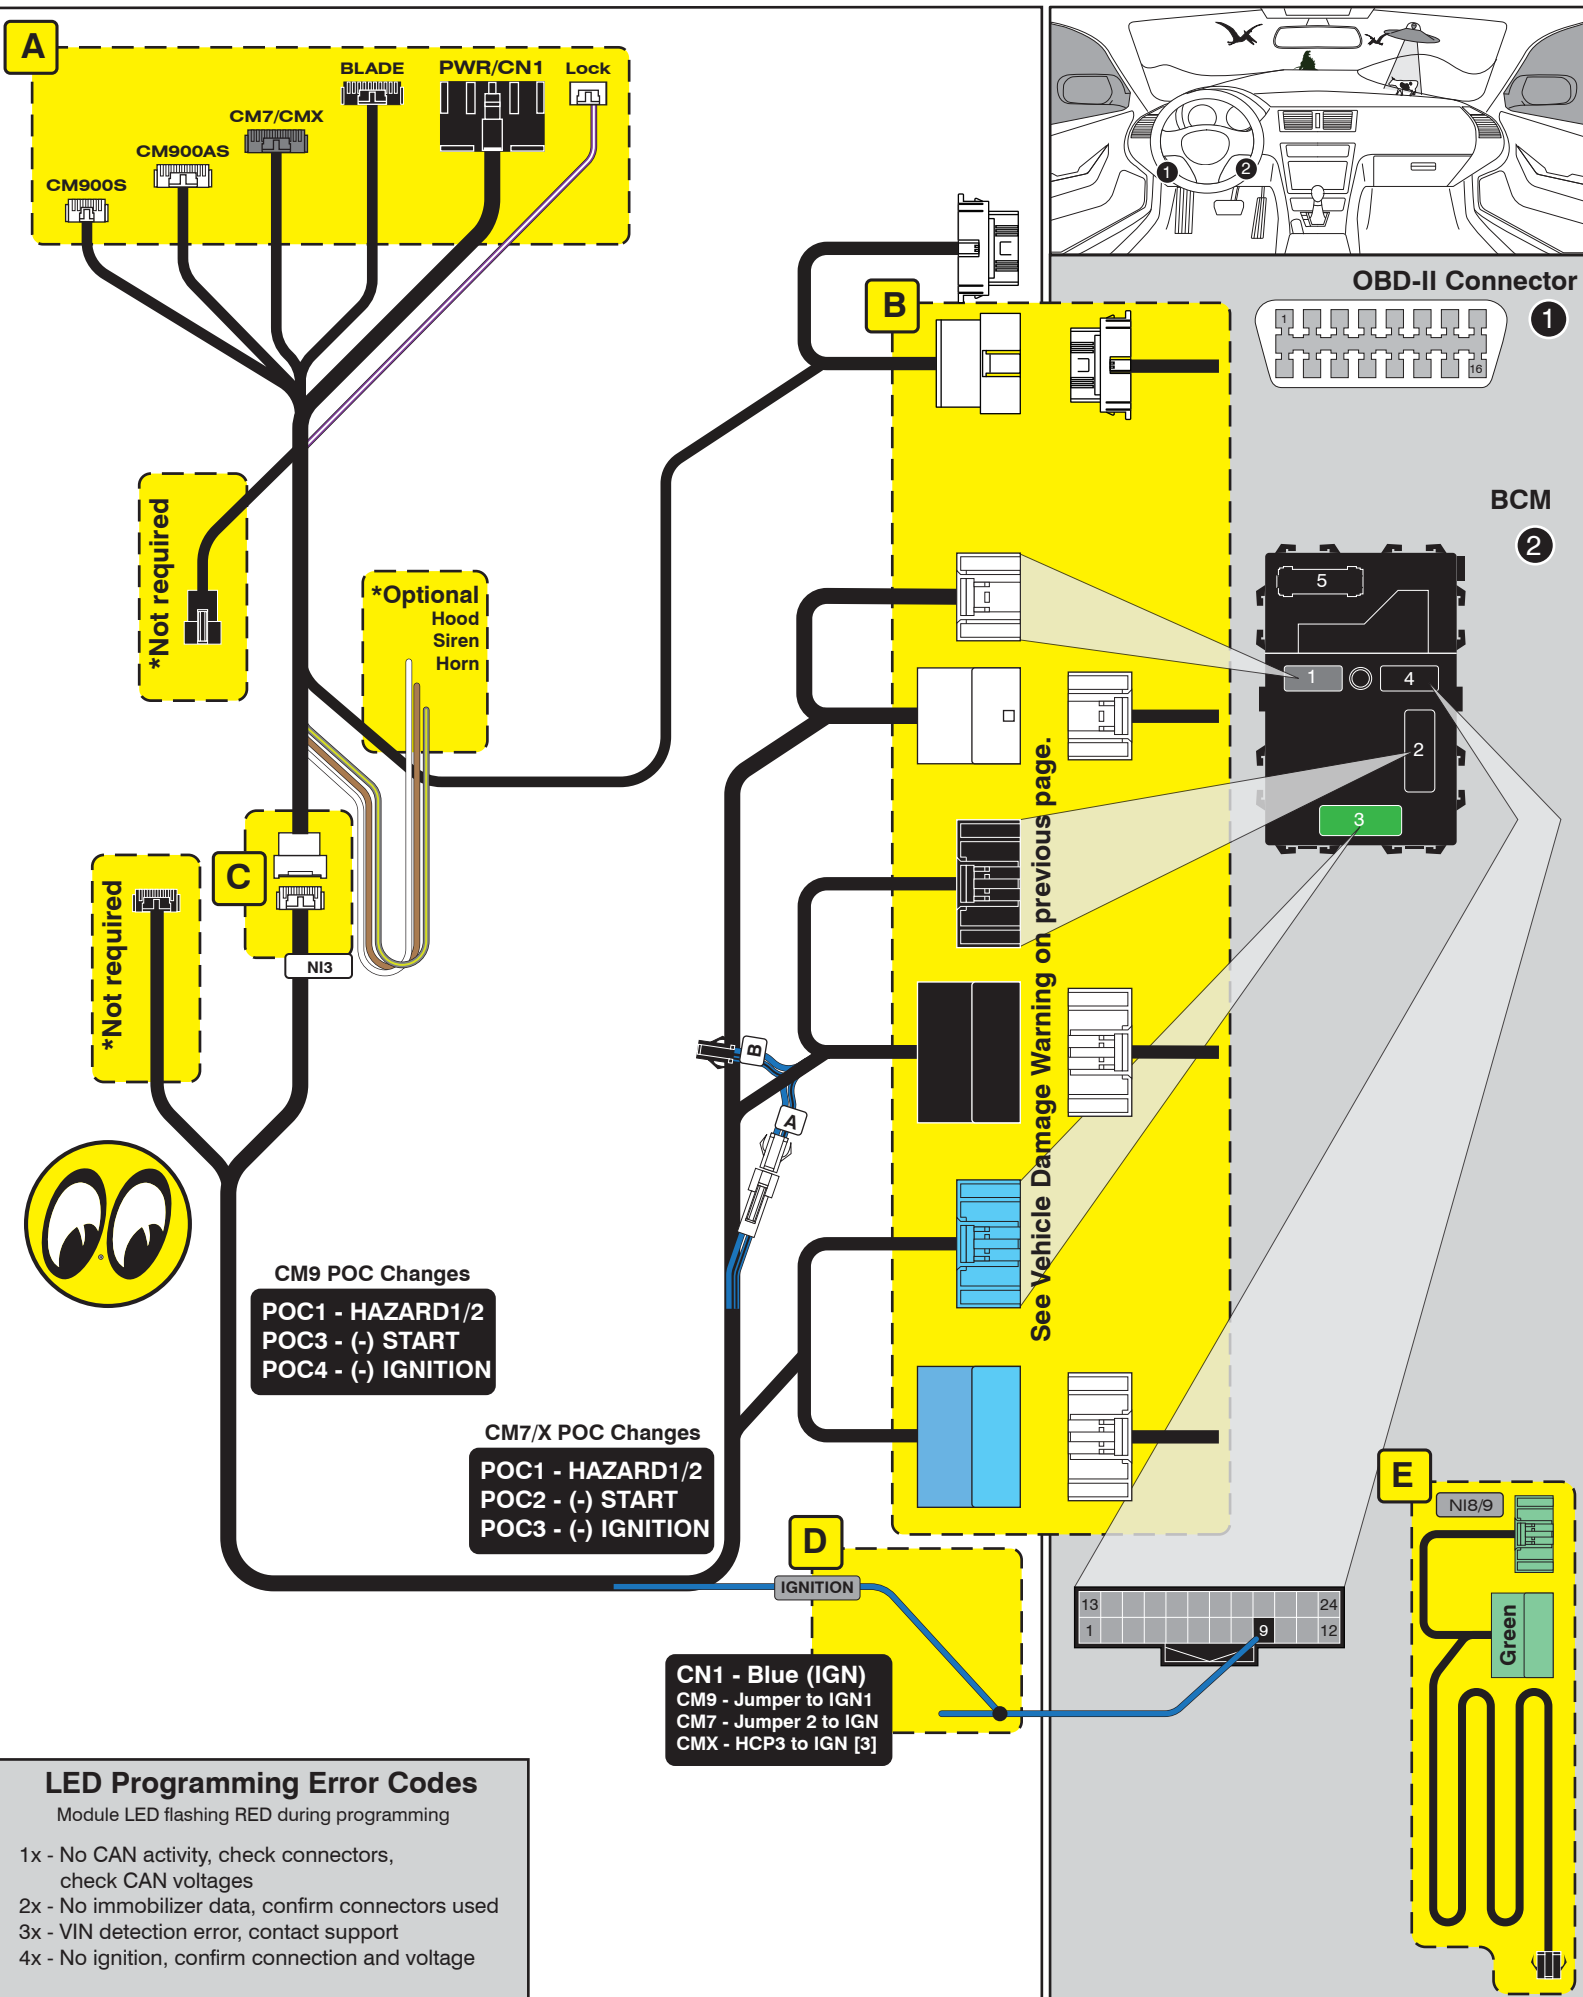 A
BLADE
PWR/CN1
Lock
CM7/CMX
CM900AS
CM900S
1
2
OBD-II Connector
1
1
16
B
BCM
2
5
1
4
2
3
*Not required
*Optional
Hood
Siren
Horn
C
NI3
*Not required
See Vehicle Damage Warning on previous page.
B
A
CM9 POC Changes
POC1 - HAZARD1/2
POC3 - (-) START
POC4 - (-) IGNITION
CM7/X POC Changes
POC1 - HAZARD1/2
POC2 - (-) START
POC3 - (-) IGNITION
D
IGNITION
CN1 - Blue (IGN)
CM9 - Jumper to IGN1
CM7 - Jumper 2 to IGN
CMX - HCP3 to IGN [3]
13
24
1
9
12
E
NI8/9
Green
LED Programming Error Codes
Module LED flashing RED during programming
1x - No CAN activity, check connectors,
check CAN voltages
2x - No immobilizer data, confirm connectors used
3x - VIN detection error, contact support
4x - No ignition, confirm connection and voltage